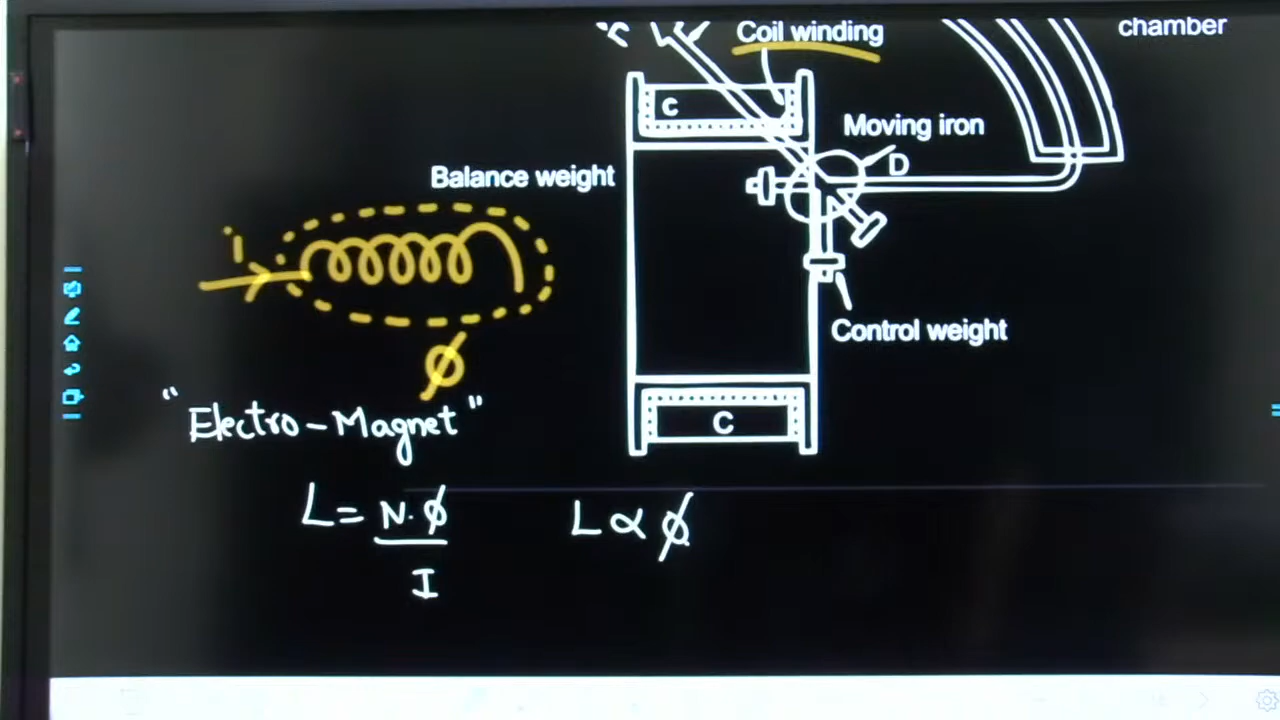 Coil winding
chamber
C
Moving iron
D
Balance weight
i
ϕ
Control weight
"Electro-Magnet"
C
L = N.ϕ
I
L ∝ ϕ